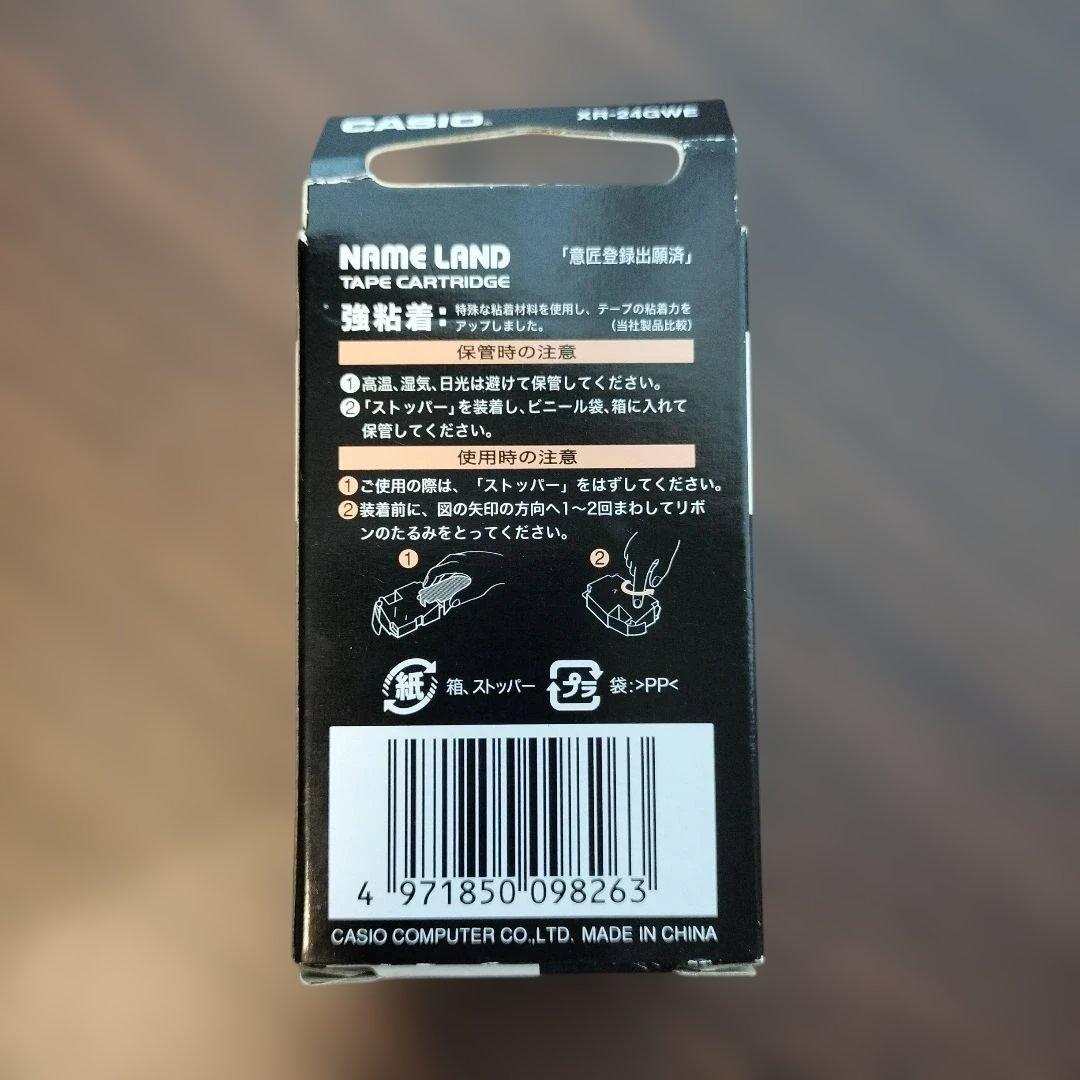 CASIO XR-24GWE
NAME LAND 「意匠登録出願済」
TAPE CARTRIDGE
強粘着: 特殊な粘着材料を使用し、テープの粘着力を
アップしました。 (当社製品比較)
保管時の注意
1 高温、湿気、日光は避けて保管してください。
2 「ストッパー」を装着し、ビニール袋、箱に入れて
保管してください。
使用時の注意
1 ご使用の際は、「ストッパー」をはずしてください。
2 装着前に、図の矢印の方向へ1〜2回まわしてリボ
ンのたるみをとってください。
1 2
紙 箱、ストッパー プラ 袋:>PP<
4 971850 098263
CASIO COMPUTER CO.,LTD. MADE IN CHINA